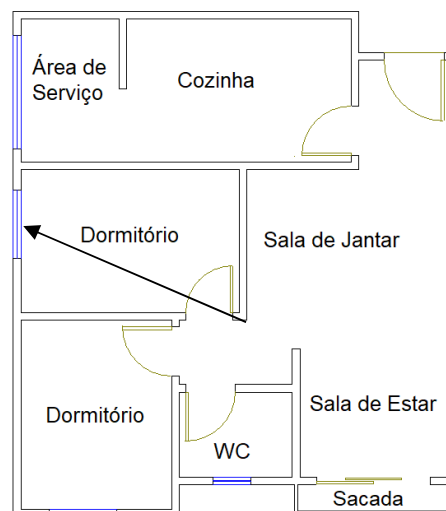 Área de
Serviço
Cozinha
Dormitório
Sala de Jantar
Dormitório
Sala de Estar
WC
Sacada